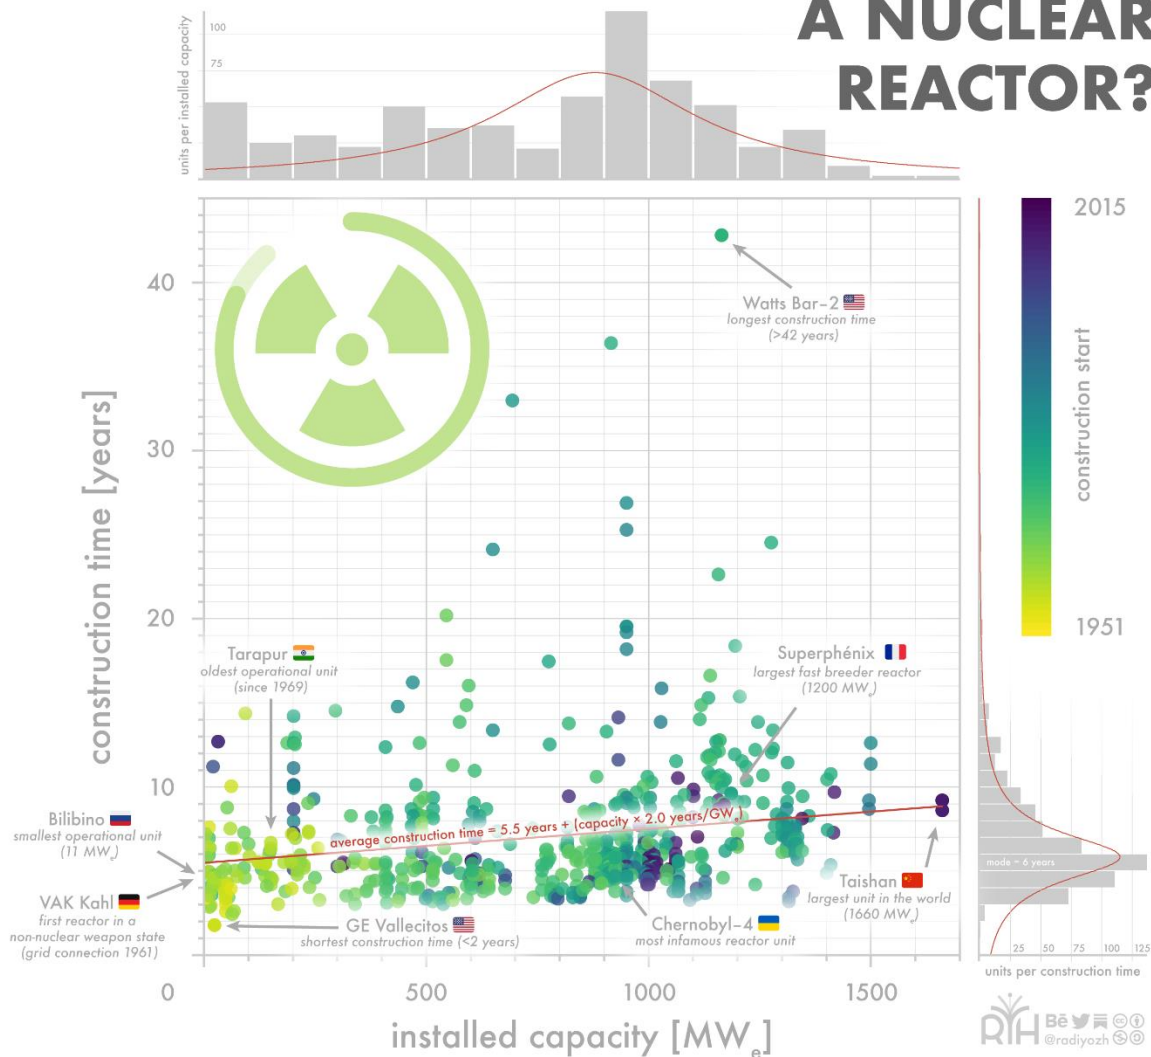 A NUCLEAR
REACTOR?
units per installed capacity
100
75
2015
construction start
1951
construction time [years]
40
30
20
10
0
Watts Bar–2
longest construction time
(>42 years)
Tarapur
oldest operational unit
(since 1969)
Superphénix
largest fast breeder reactor
(1200 MWₑ)
Bilibino
smallest operational unit
(11 MWₑ)
average construction time = 5.5 years + (capacity × 2.0 years/GWₑ)
mode ~ 6 years
VAK Kahl
first reactor in a
non-nuclear weapon state
(grid connection 1961)
GE Vallecitos
shortest construction time (<2 years)
Chernobyl–4
most infamous reactor unit
Taishan
largest unit in the world
(1660 MWₑ)
25 50 75 100 125
units per construction time
500 1000 1500
installed capacity [MWₑ]
RYH
Bē
@radiyozh